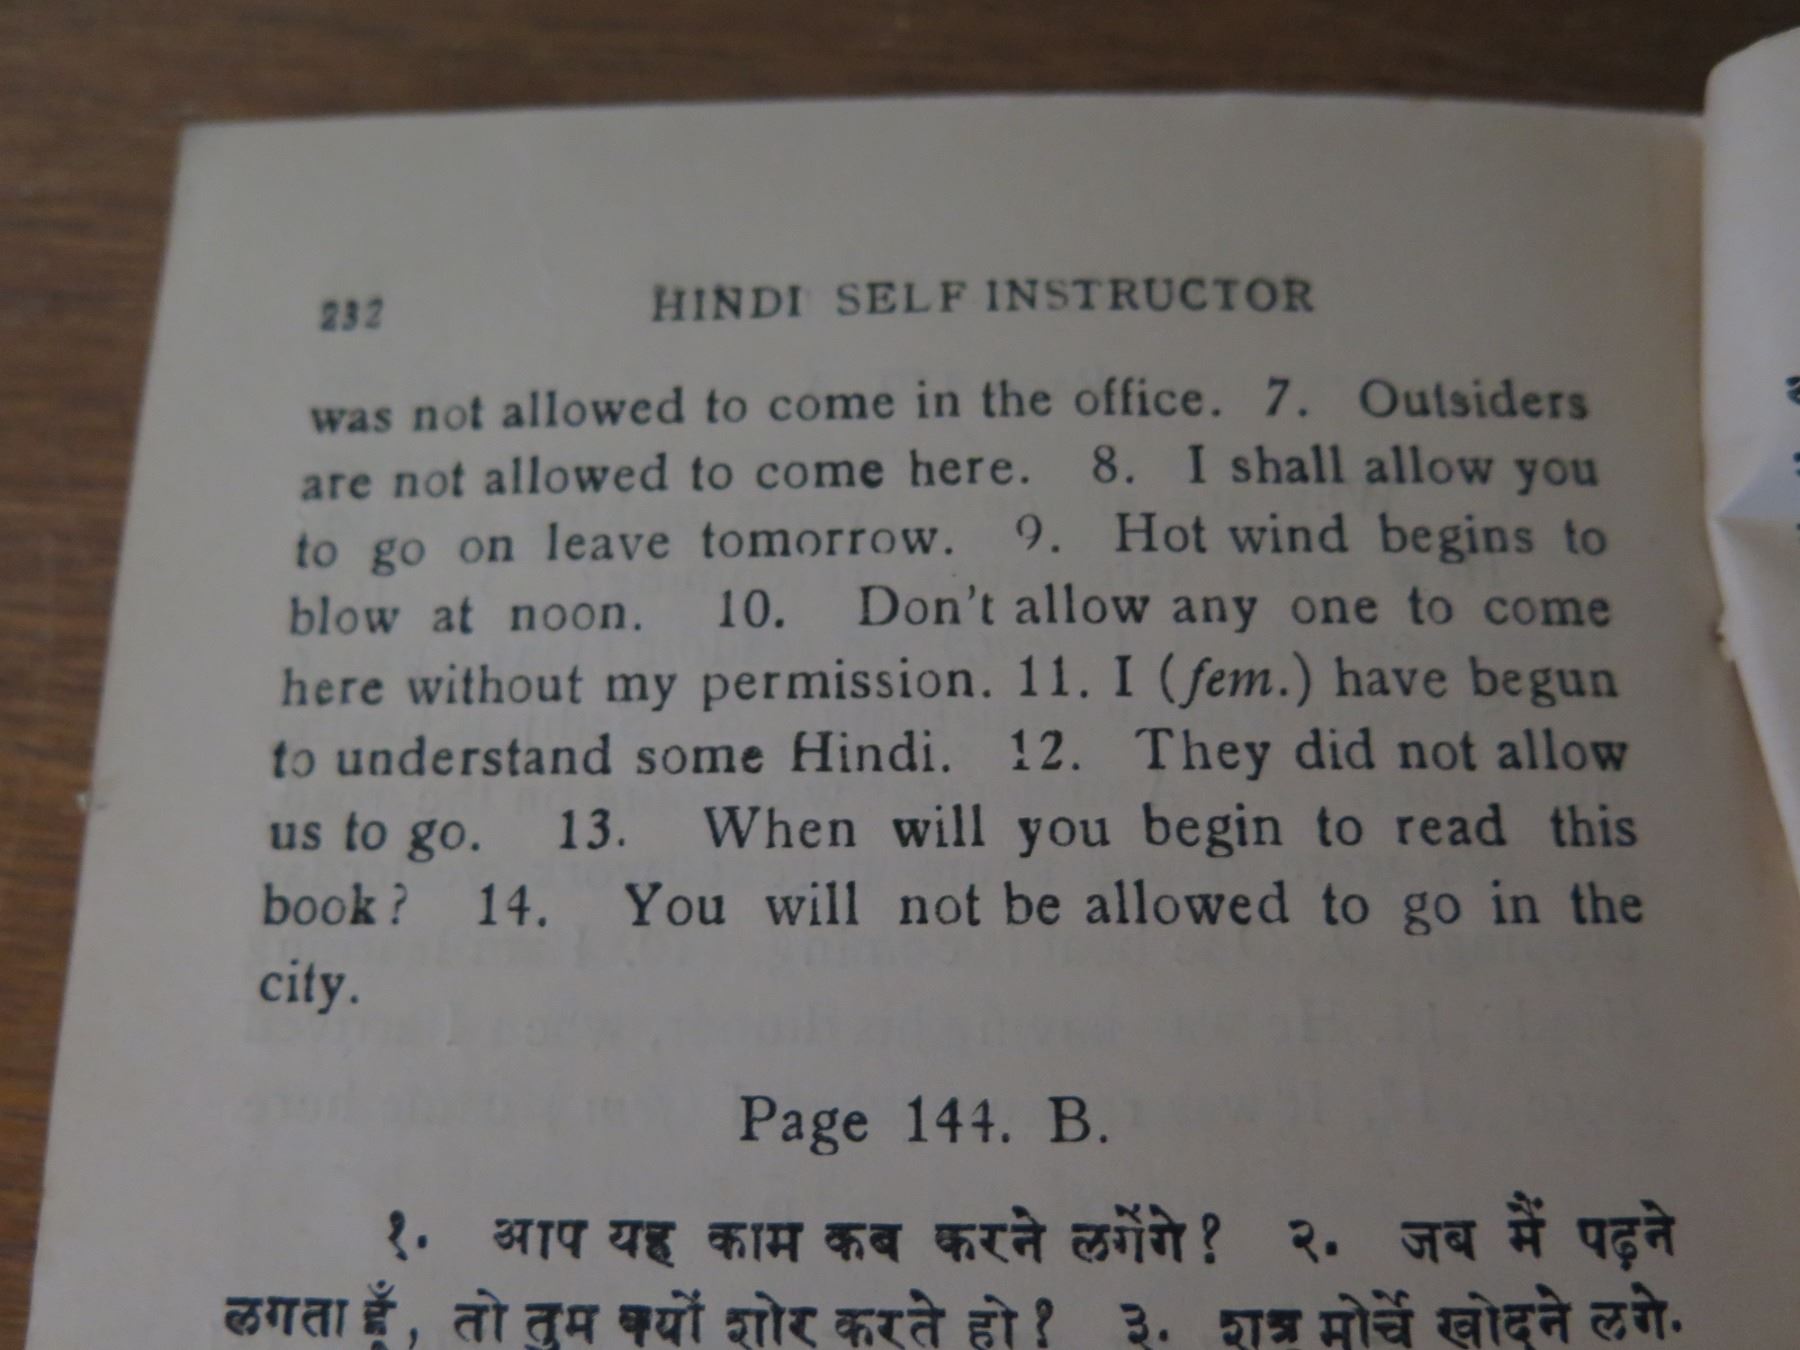 232 HINDI SELF INSTRUCTOR
was not allowed to come in the office. 7. Outsiders
are not allowed to come here. 8. I shall allow you
to go on leave tomorrow. 9. Hot wind begins to
blow at noon. 10. Don't allow any one to come
here without my permission. 11. I (fem.) have begun
to understand some Hindi. 12. They did not allow
us to go. 13. When will you begin to read this
book? 14. You will not be allowed to go in the
city.
Page 144. B.
१. आप यह काम कब करने लगेंगे? २. जब मैं पढ़ने
लगता हूँ, तो तुम क्यों शोर करते हो? ३. शत्रु मोर्चे खोदने लगे.